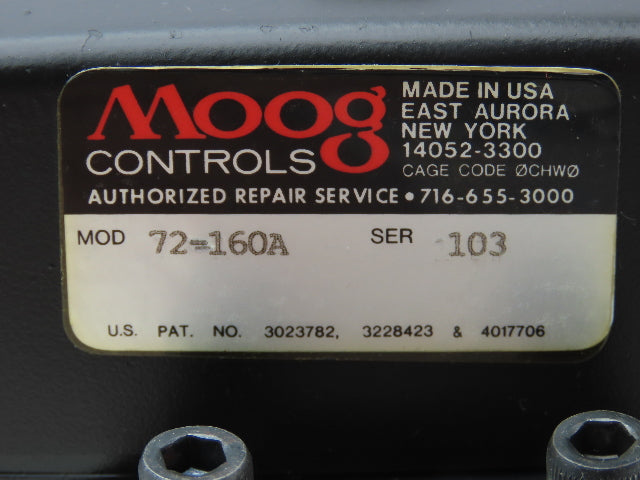 Moog
CONTROLS
MADE IN USA
EAST AURORA
NEW YORK
14052-3300
CAGE CODE ØCHWØ
AUTHORIZED REPAIR SERVICE • 716-655-3000
MOD 72-160A SER 103
U.S. PAT. NO. 3023782, 3228423 & 4017706